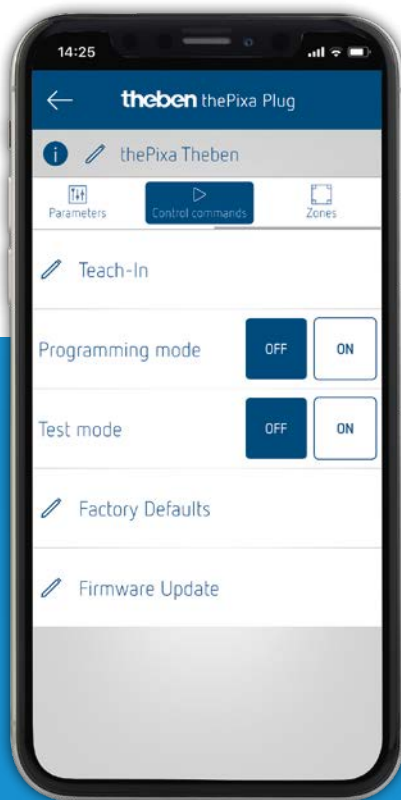 14:25
theben thePixa Plug
i thePixa Theben
Parameters Control commands Zones
Teach-In
Programming mode OFF ON
Test mode OFF ON
Factory Defaults
Firmware Update